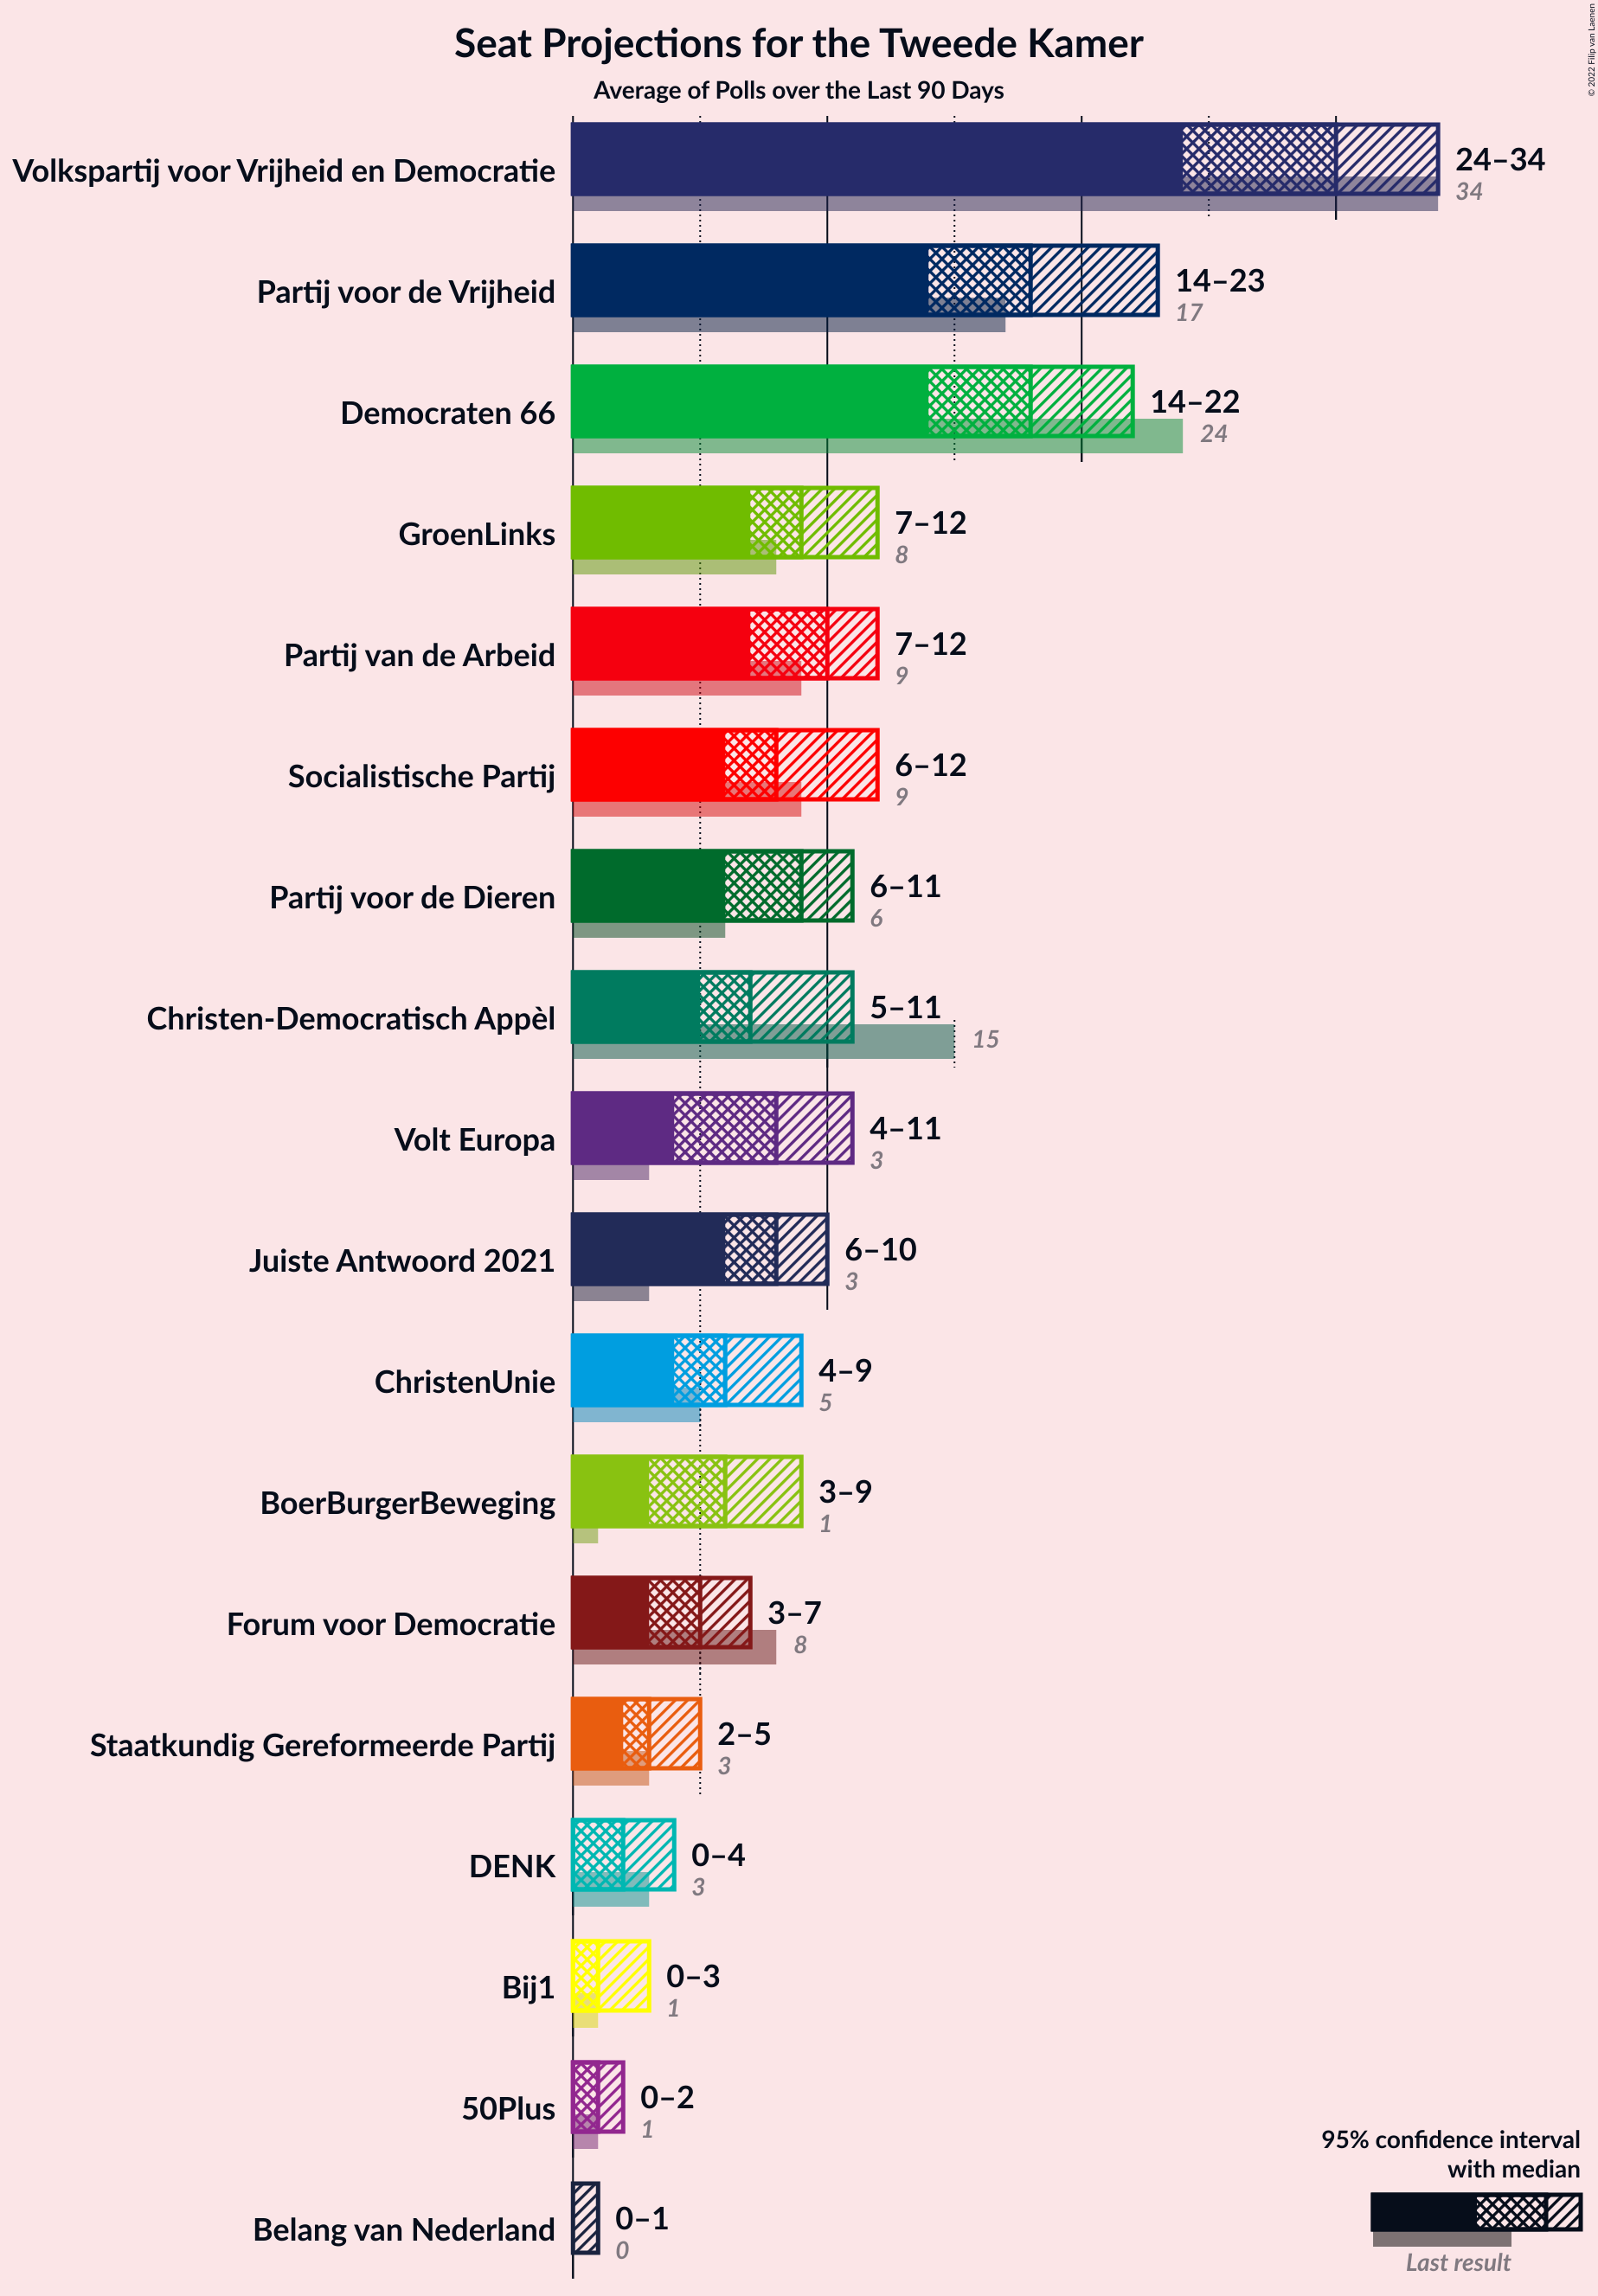 Seat Projections for the Tweede Kamer
Average of Polls over the Last 90 Days
© 2022 Filip van Laenen
Volkspartij voor Vrijheid en Democratie
24–34
34
Partij voor de Vrijheid
14–23
17
Democraten 66
14–22
24
GroenLinks
7–12
8
Partij van de Arbeid
7–12
9
Socialistische Partij
6–12
9
Partij voor de Dieren
6–11
6
Christen-Democratisch Appèl
5–11
15
Volt Europa
4–11
3
Juiste Antwoord 2021
6–10
3
ChristenUnie
4–9
5
BoerBurgerBeweging
3–9
1
Forum voor Democratie
3–7
8
Staatkundig Gereformeerde Partij
2–5
3
DENK
0–4
3
Bij1
0–3
1
50Plus
0–2
1
Belang van Nederland
0–1
0
95% confidence interval
with median
Last result